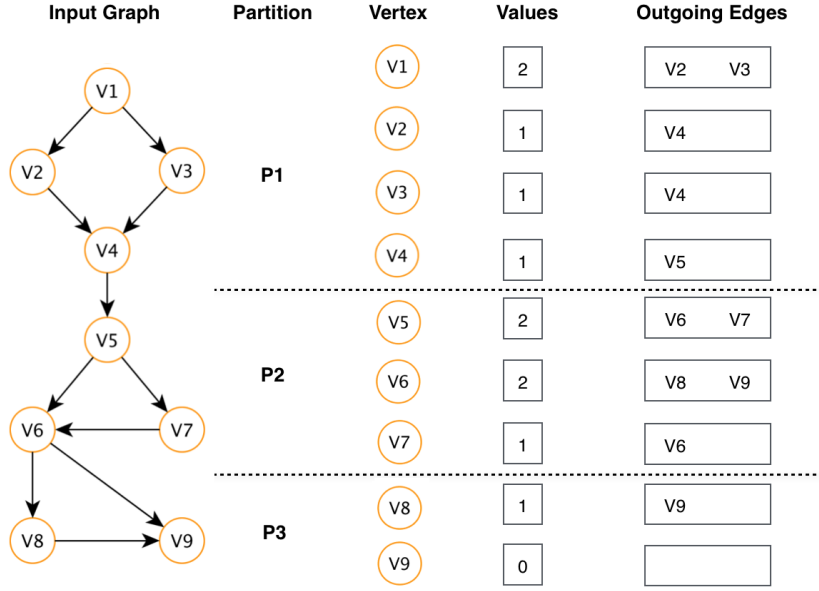 Input Graph Partition Vertex Values Outgoing Edges
V1
V2 V3
V4
V5
V6 V7
V8 V9
P1
V1 2 V2 V3
V2 1 V4
V3 1 V4
V4 1 V5
P2
V5 2 V6 V7
V6 2 V8 V9
V7 1 V6
P3
V8 1 V9
V9 0